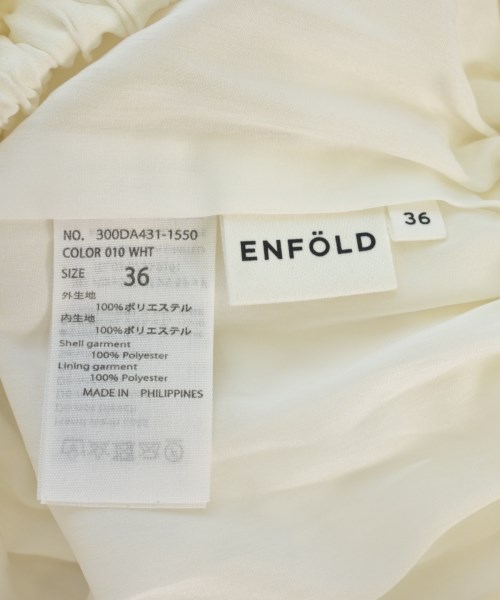 NO. 300DA431-1550
COLOR 010 WHT
SIZE 36
外生地
100%ポリエステル
内生地
100%ポリエステル
Shell garment
100% Polyester
Lining garment
100% Polyester
MADE IN PHILIPPINES
ENFÖLD
36